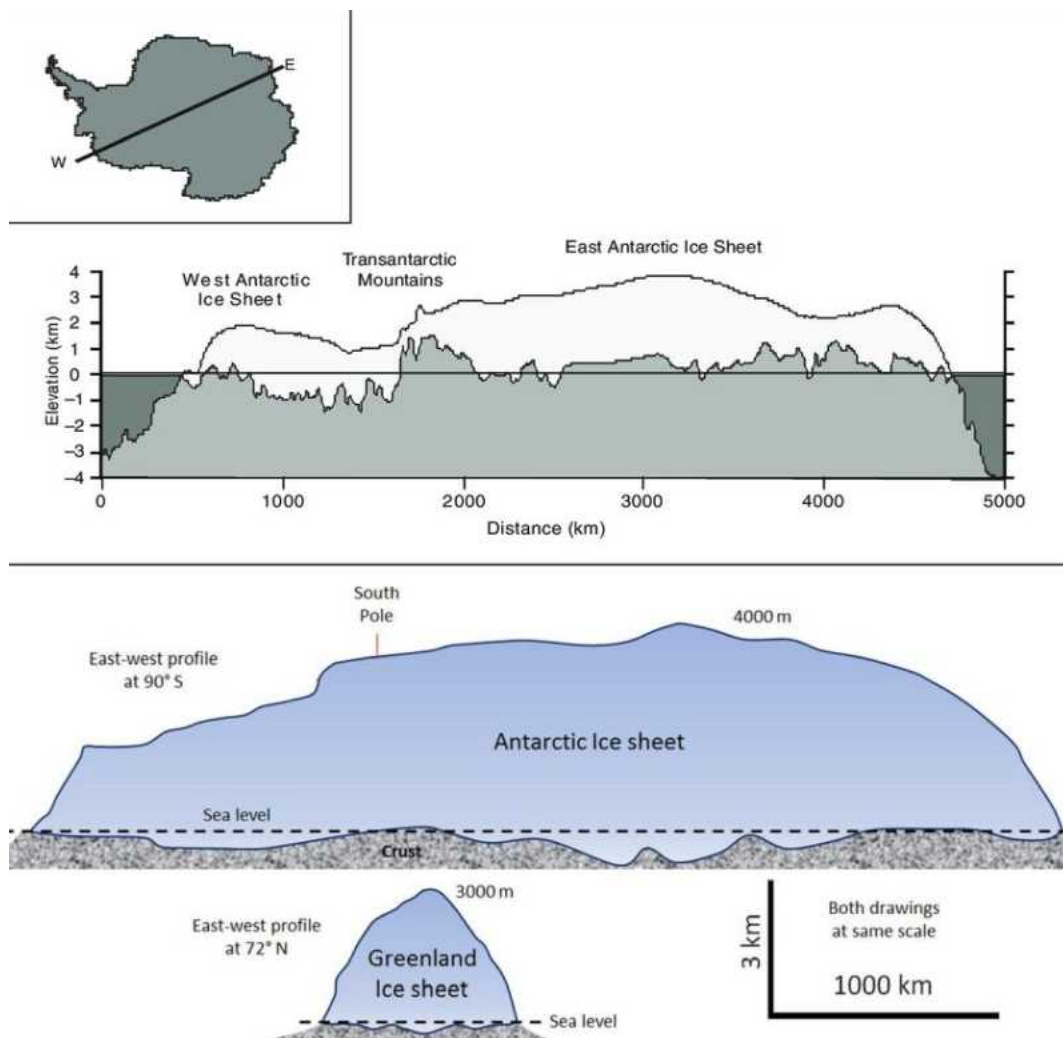 E
W
East Antarctic Ice Sheet
Transantarctic
Mountains
West Antarctic
Ice Sheet
Elevation (km)
4
3
2
1
0
−1
−2
−3
−4
0 1000 2000 3000 4000 5000
Distance (km)
South
Pole
4000 m
East-west profile
at 90° S
Antarctic Ice sheet
Sea level
Crust
3000 m
East-west profile
at 72° N
Greenland
Ice sheet
Sea level
3 km
Both drawings
at same scale
1000 km